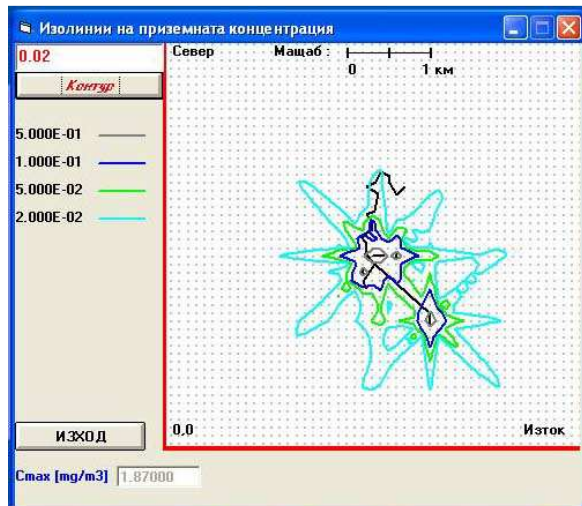 Изолинии на приземната концентрация
0.02
Контур
5.000E-01
1.000E-01
5.000E-02
2.000E-02
Север
Мащаб :
0
1 км
0,0
Изток
ИЗХОД
Cmax [mg/m3] 1.87000